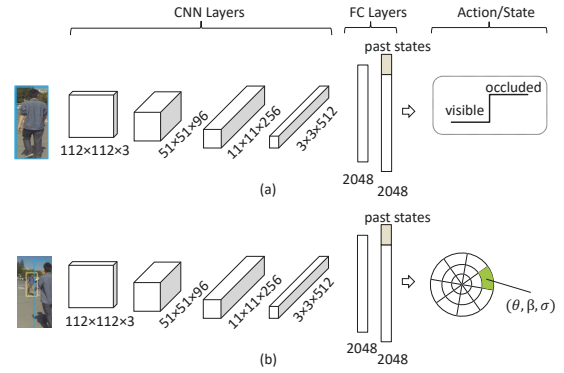 CNN Layers
FC Layers
Action/State
past states
occluded
visible
112×112×3
51×51×96
11×11×256
3×3×512
2048
2048
(a)
past states
112×112×3
51×51×96
11×11×256
3×3×512
2048
2048
(θ, β, σ)
(b)